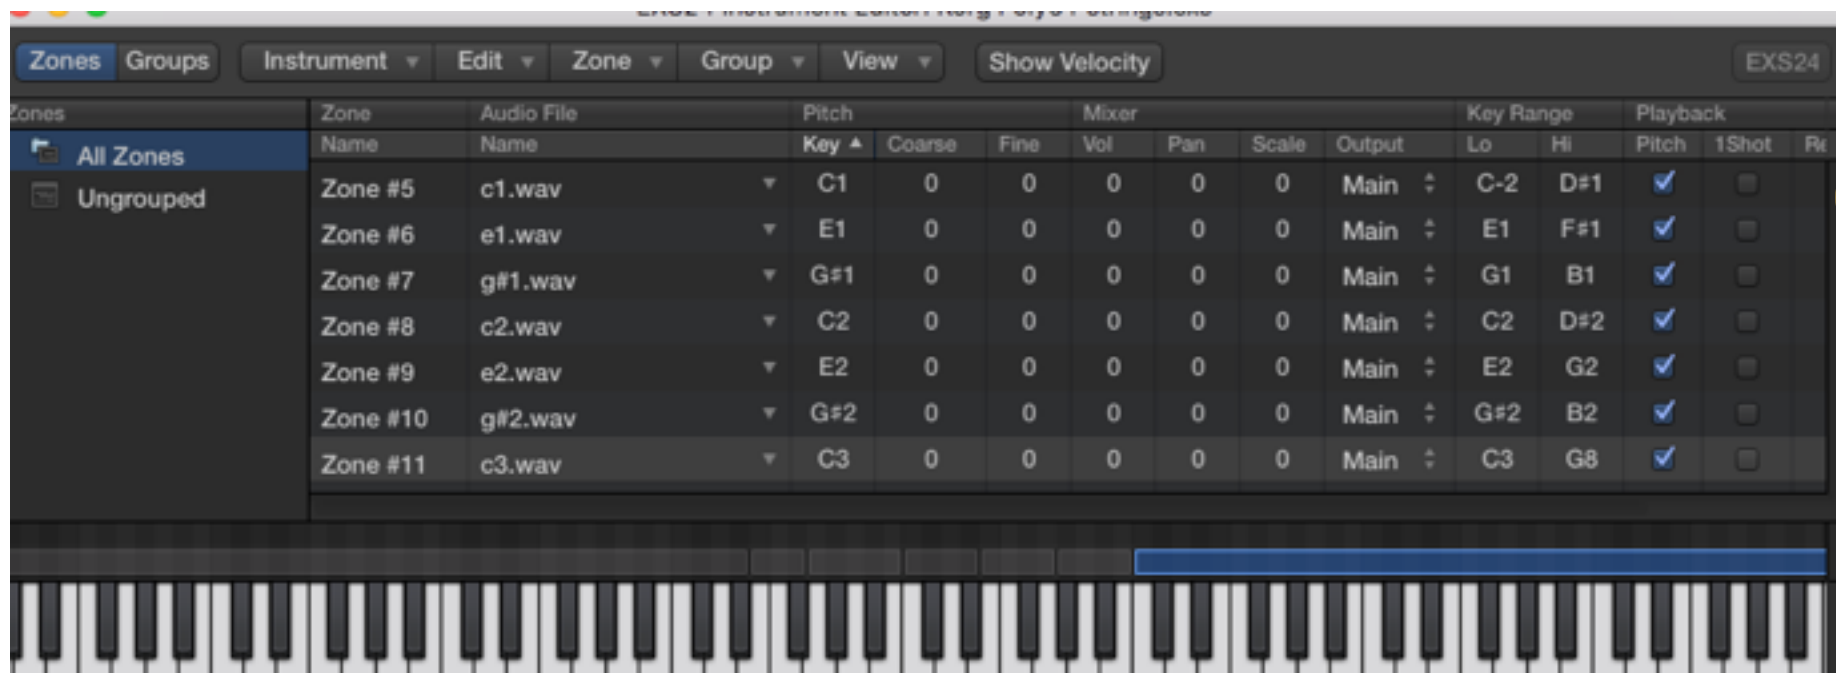 Zones Groups Instrument Edit Zone Group View Show Velocity EXS24
Zones Zone Audio File Pitch Mixer Key Range Playback
Name Name Key Coarse Fine Vol Pan Scale Output Lo Hi Pitch 1Shot
All Zones
Ungrouped
Zone #5 c1.wav C1 0 0 0 0 0 Main C-2 D#1
Zone #6 e1.wav E1 0 0 0 0 0 Main E1 F#1
Zone #7 g#1.wav G#1 0 0 0 0 0 Main G1 B1
Zone #8 c2.wav C2 0 0 0 0 0 Main C2 D#2
Zone #9 e2.wav E2 0 0 0 0 0 Main E2 G2
Zone #10 g#2.wav G#2 0 0 0 0 0 Main G#2 B2
Zone #11 c3.wav C3 0 0 0 0 0 Main C3 G8